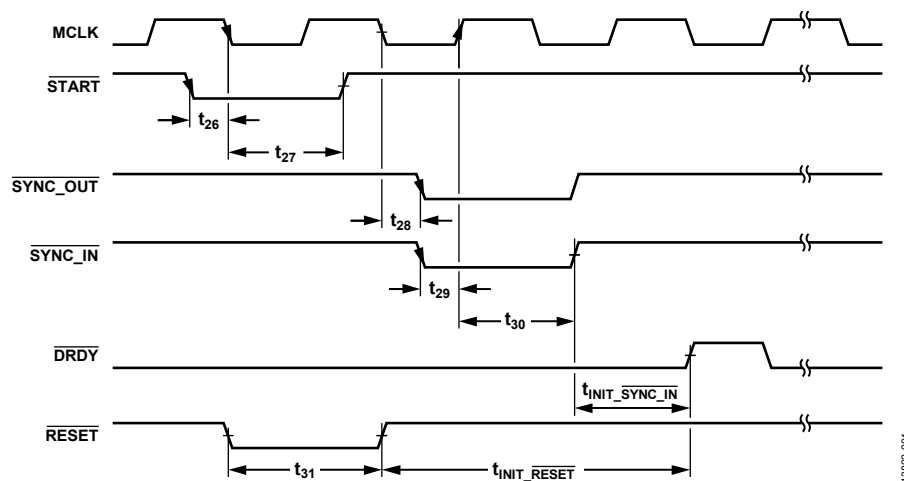 MCLK
START
t26
t27
SYNC_OUT
t28
SYNC_IN
t29
t30
DRDY
tINIT_SYNC_IN
RESET
t31
tINIT_RESET